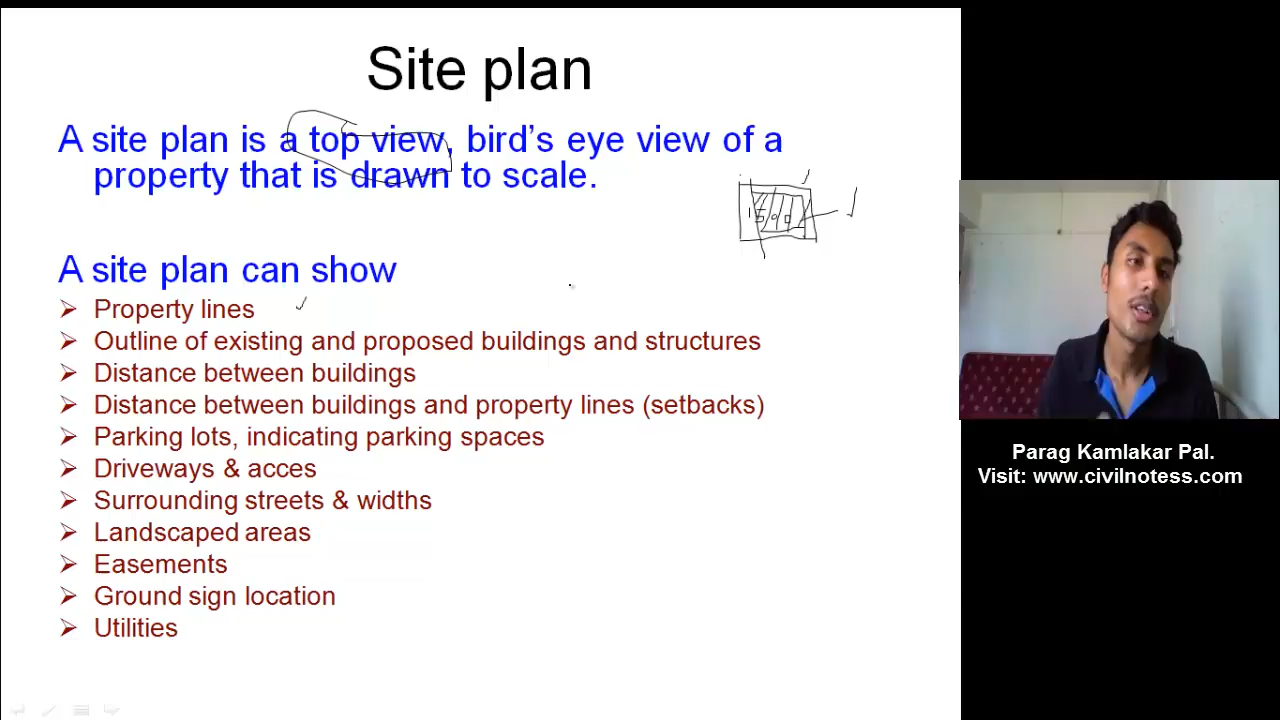 Site plan
A site plan is a top view, bird's eye view of a
property that is drawn to scale.
A site plan can show
Property lines
Outline of existing and proposed buildings and structures
Distance between buildings
Distance between buildings and property lines (setbacks)
Parking lots, indicating parking spaces
Driveways & acces
Surrounding streets & widths
Landscaped areas
Easements
Ground sign location
Utilities
Parag Kamlakar Pal.
Visit: www.civilnotess.com